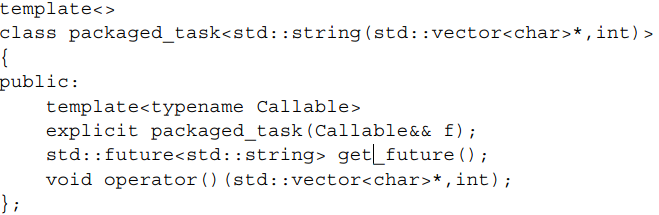 template<>
class packaged_task<std::string(std::vector<char>*,int)>
{
public:
    template<typename Callable>
    explicit packaged_task(Callable&& f);
    std::future<std::string> get_future();
    void operator()(std::vector<char>*,int);
};